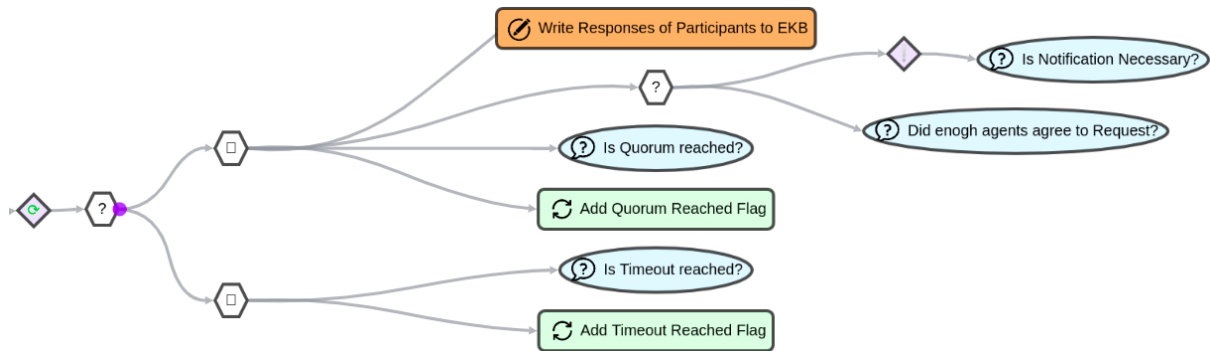 Write Responses of Participants to EKB
? Is Notification Necessary?
?
? Did enogh agents agree to Request?
? Is Quorum reached?
?
Add Quorum Reached Flag
? Is Timeout reached?
Add Timeout Reached Flag